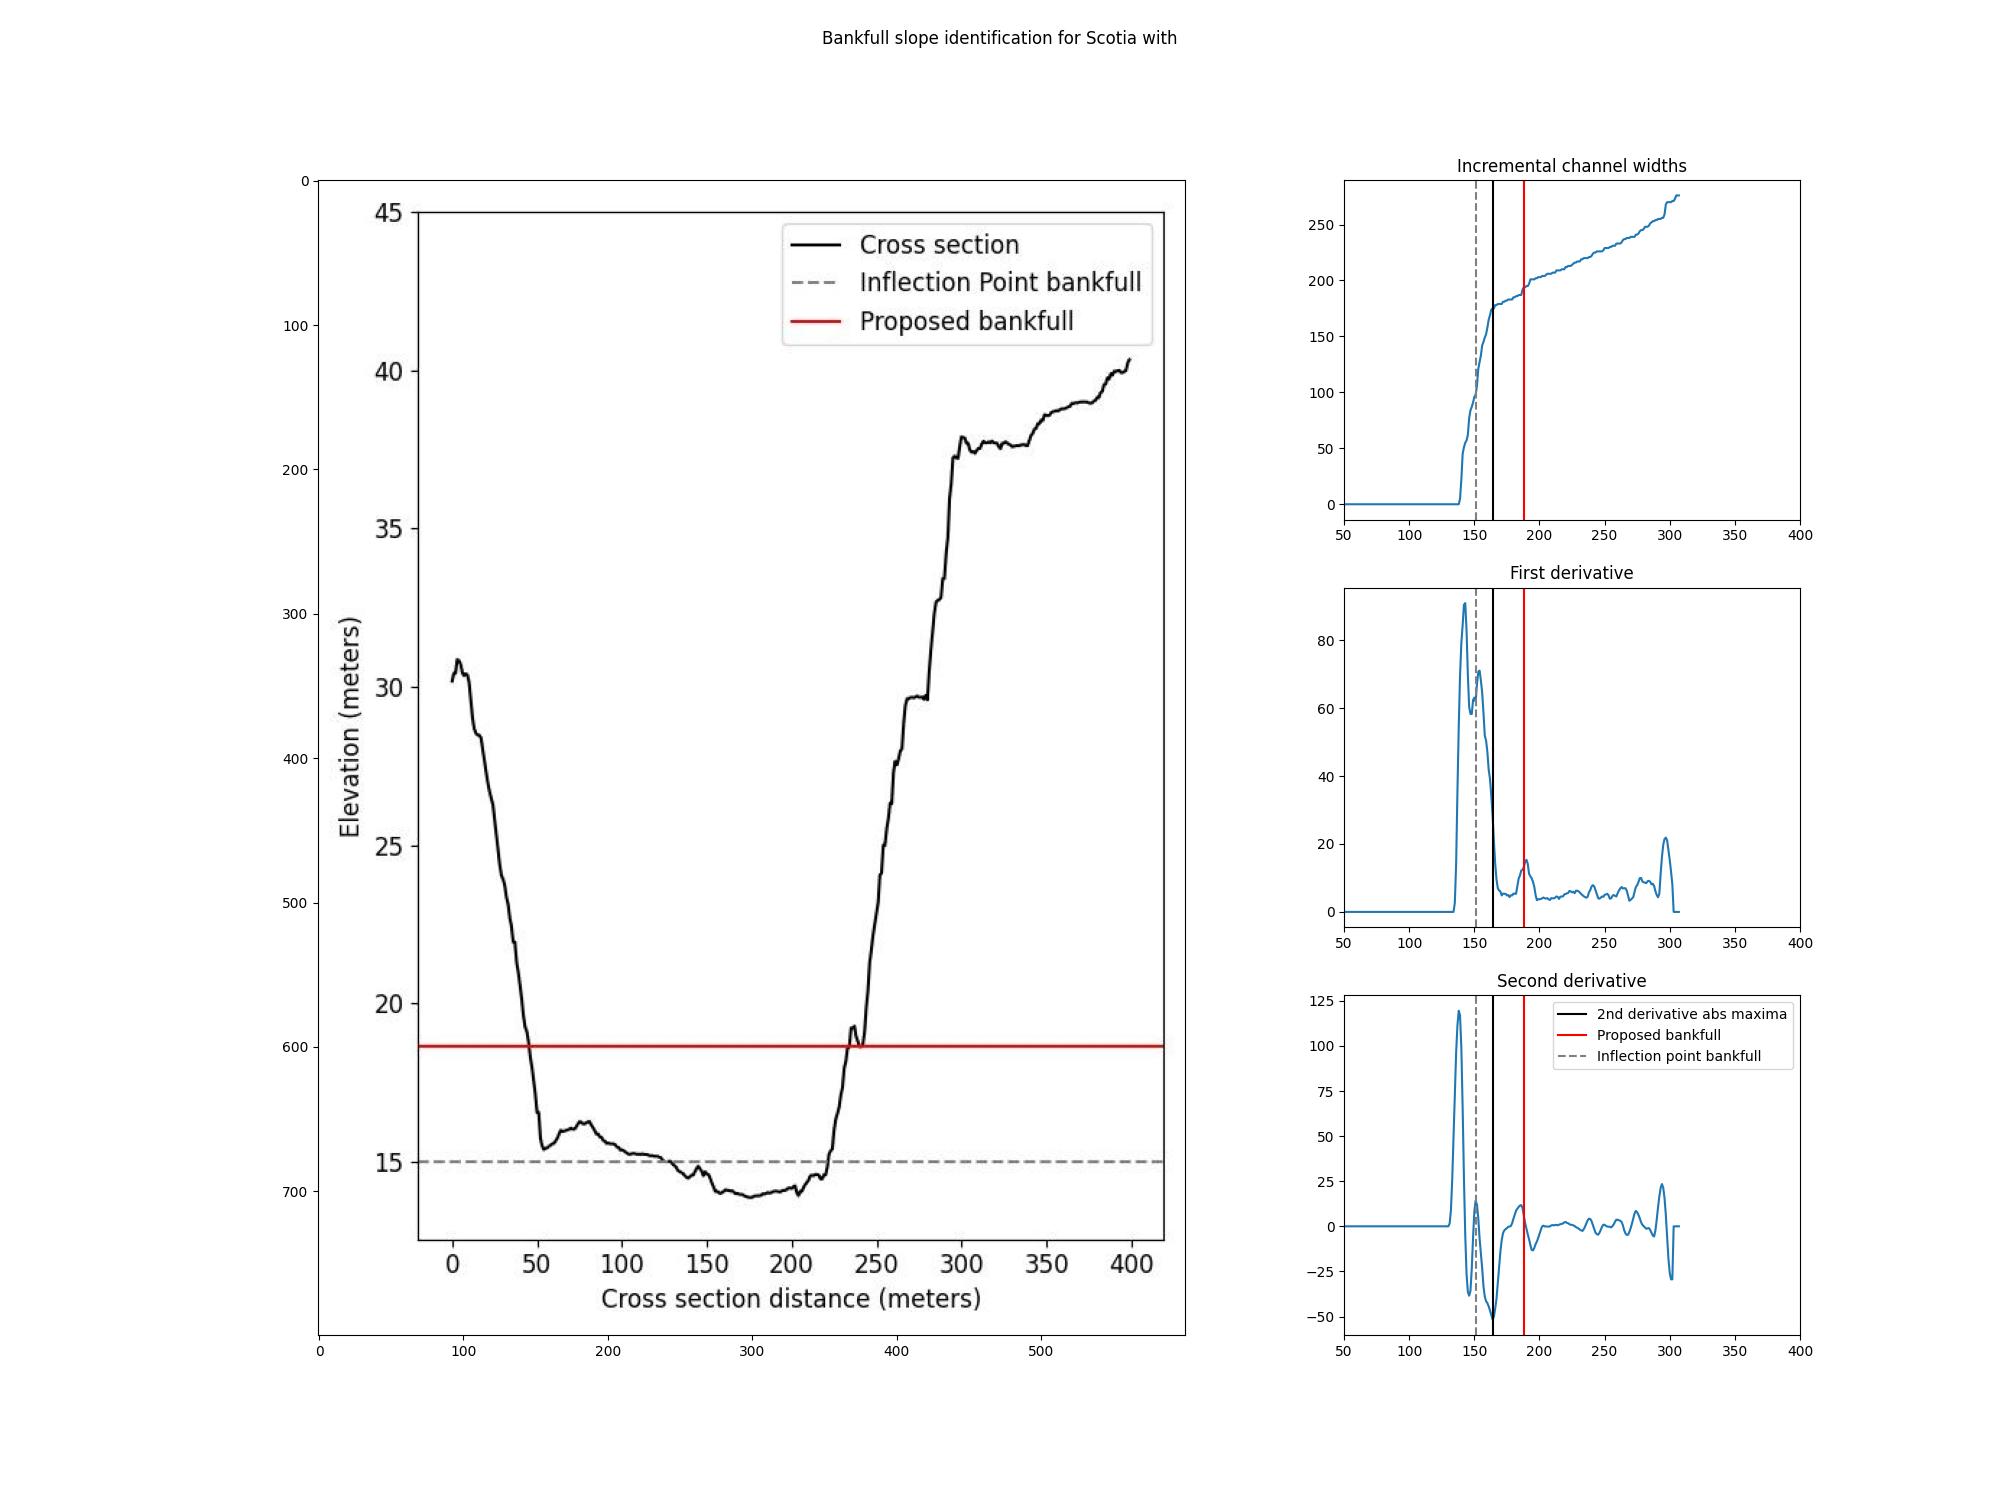 Bankfull slope identification for Scotia with
0
100
200
300
400
500
600
700
0 100 200 300 400 500
45
40
35
30
25
20
15
Elevation (meters)
Cross section
Inflection Point bankfull
Proposed bankfull
0 50 100 150 200 250 300 350 400
Cross section distance (meters)
Incremental channel widths
250
200
150
100
50
0
50 100 150 200 250 300 350 400
First derivative
80
60
40
20
0
50 100 150 200 250 300 350 400
Second derivative
125
100
75
50
25
0
−25
−50
2nd derivative abs maxima
Proposed bankfull
Inflection point bankfull
50 100 150 200 250 300 350 400